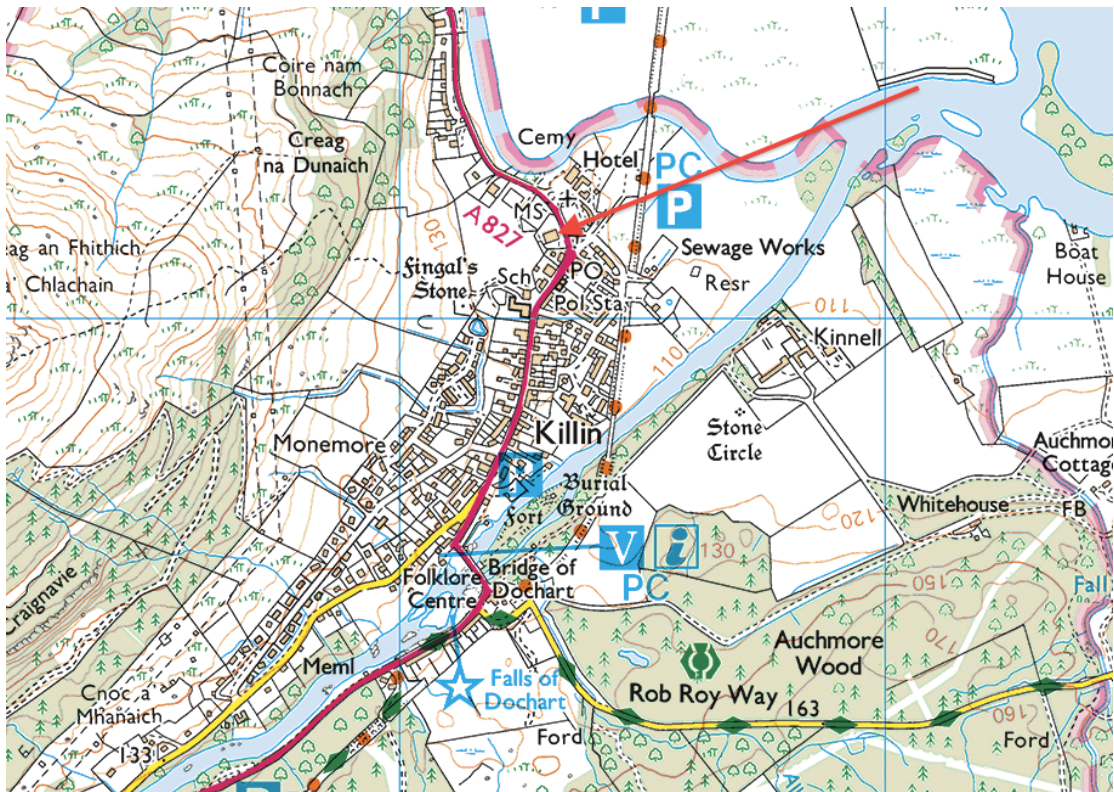 P
Coire nam
Bonnach
Creag
na Dunaich
Cemy
Hotel
PC
P
MS
A 827
130
ag an Fhithich
Chlachain
Fingal's
Stone
Sch
PO
Pol Sta
Sewage Works
Resr
Boat
House
110
Kinnell
110
Killin
Monemore
Stone
Circle
Auchmo
Cottag
Whitehouse
FB
120
P
Fort
Burial
Ground
V
i
130
PC
Folklore
Centre
Bridge of
Dochart
150
Fall
170
Craignavie
Auchmore
Wood
Meml
Falls of
Dochart
Rob Roy Way
163
160
Cnoc a
Mhanaich
133
Ford
Ford
P